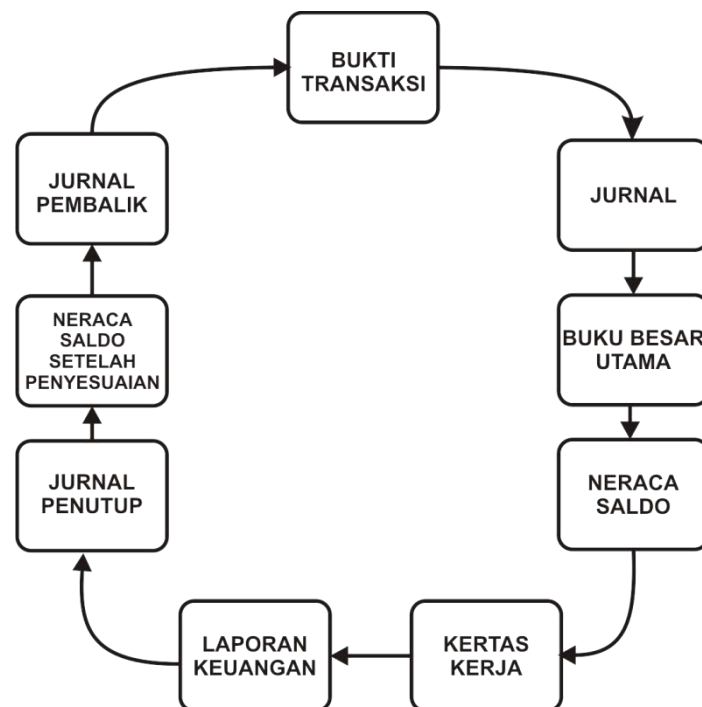 BUKTI
TRANSAKSI
JURNAL
BUKU BESAR
UTAMA
NERACA
SALDO
KERTAS
KERJA
LAPORAN
KEUANGAN
JURNAL
PENUTUP
NERACA
SALDO
SETELAH
PENYESUAIAN
JURNAL
PEMBALIK